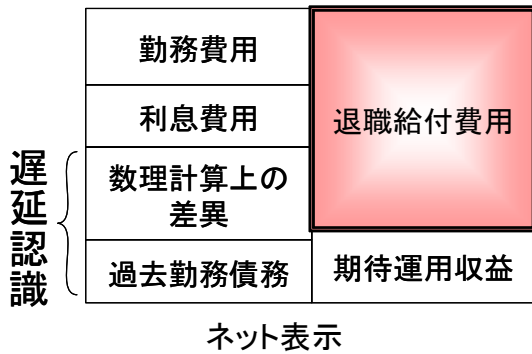 勤務費用
利息費用
数理計算上の
差異
過去勤務債務
退職給付費用
期待運用収益
遅延認識
ネット表示